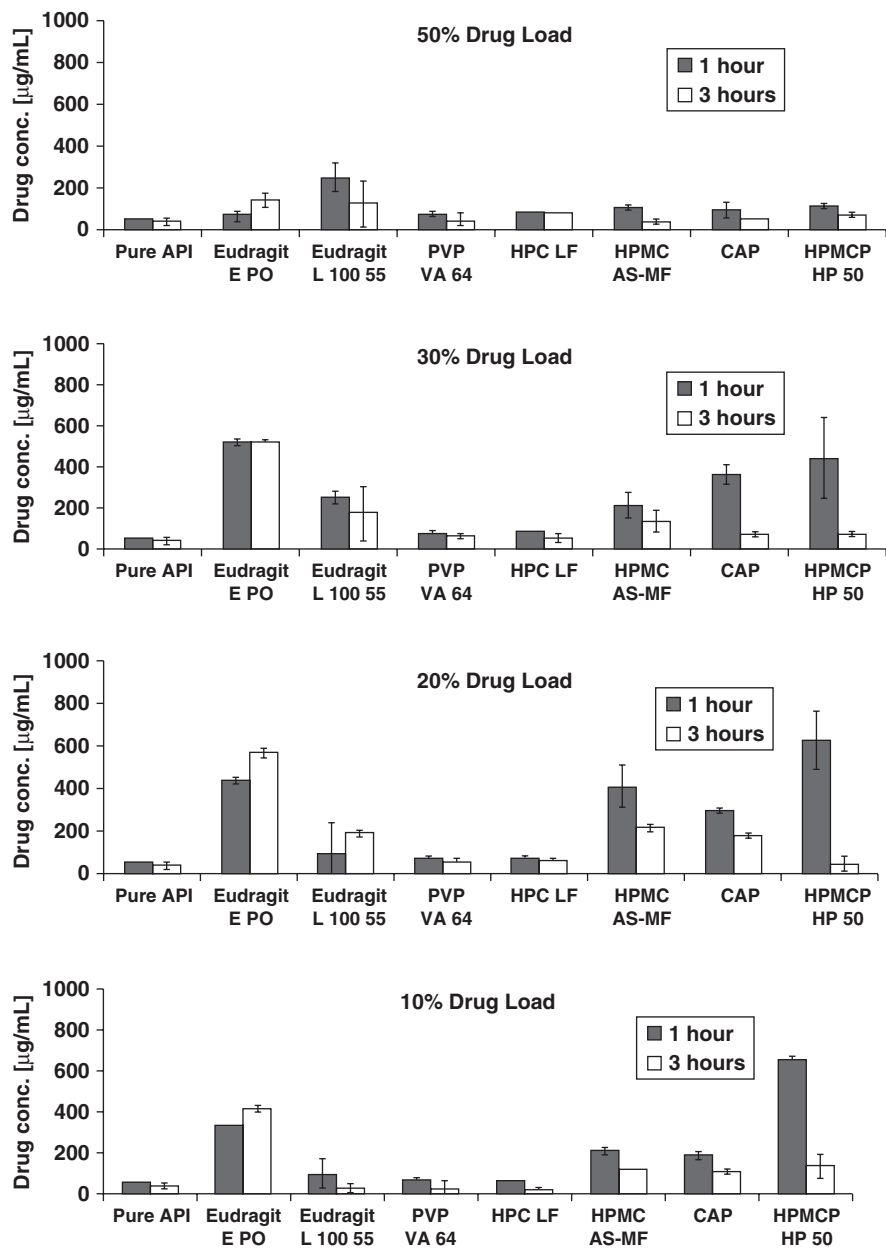 50% Drug Load
Drug conc. [μg/mL]
1000
800
600
400
200
0
1 hour
3 hours
Pure API
Eudragit
E PO
Eudragit
L 100 55
PVP
VA 64
HPC LF
HPMC
AS-MF
CAP
HPMCP
HP 50
30% Drug Load
Drug conc. [μg/mL]
1000
800
600
400
200
0
1 hour
3 hours
Pure API
Eudragit
E PO
Eudragit
L 100 55
PVP
VA 64
HPC LF
HPMC
AS-MF
CAP
HPMCP
HP 50
20% Drug Load
Drug conc. [μg/mL]
1000
800
600
400
200
0
1 hour
3 hours
Pure API
Eudragit
E PO
Eudragit
L 100 55
PVP
VA 64
HPC LF
HPMC
AS-MF
CAP
HPMCP
HP 50
10% Drug Load
Drug conc. [μg/mL]
1000
800
600
400
200
0
1 hour
3 hours
Pure API
Eudragit
E PO
Eudragit
L 100 55
PVP
VA 64
HPC LF
HPMC
AS-MF
CAP
HPMCP
HP 50